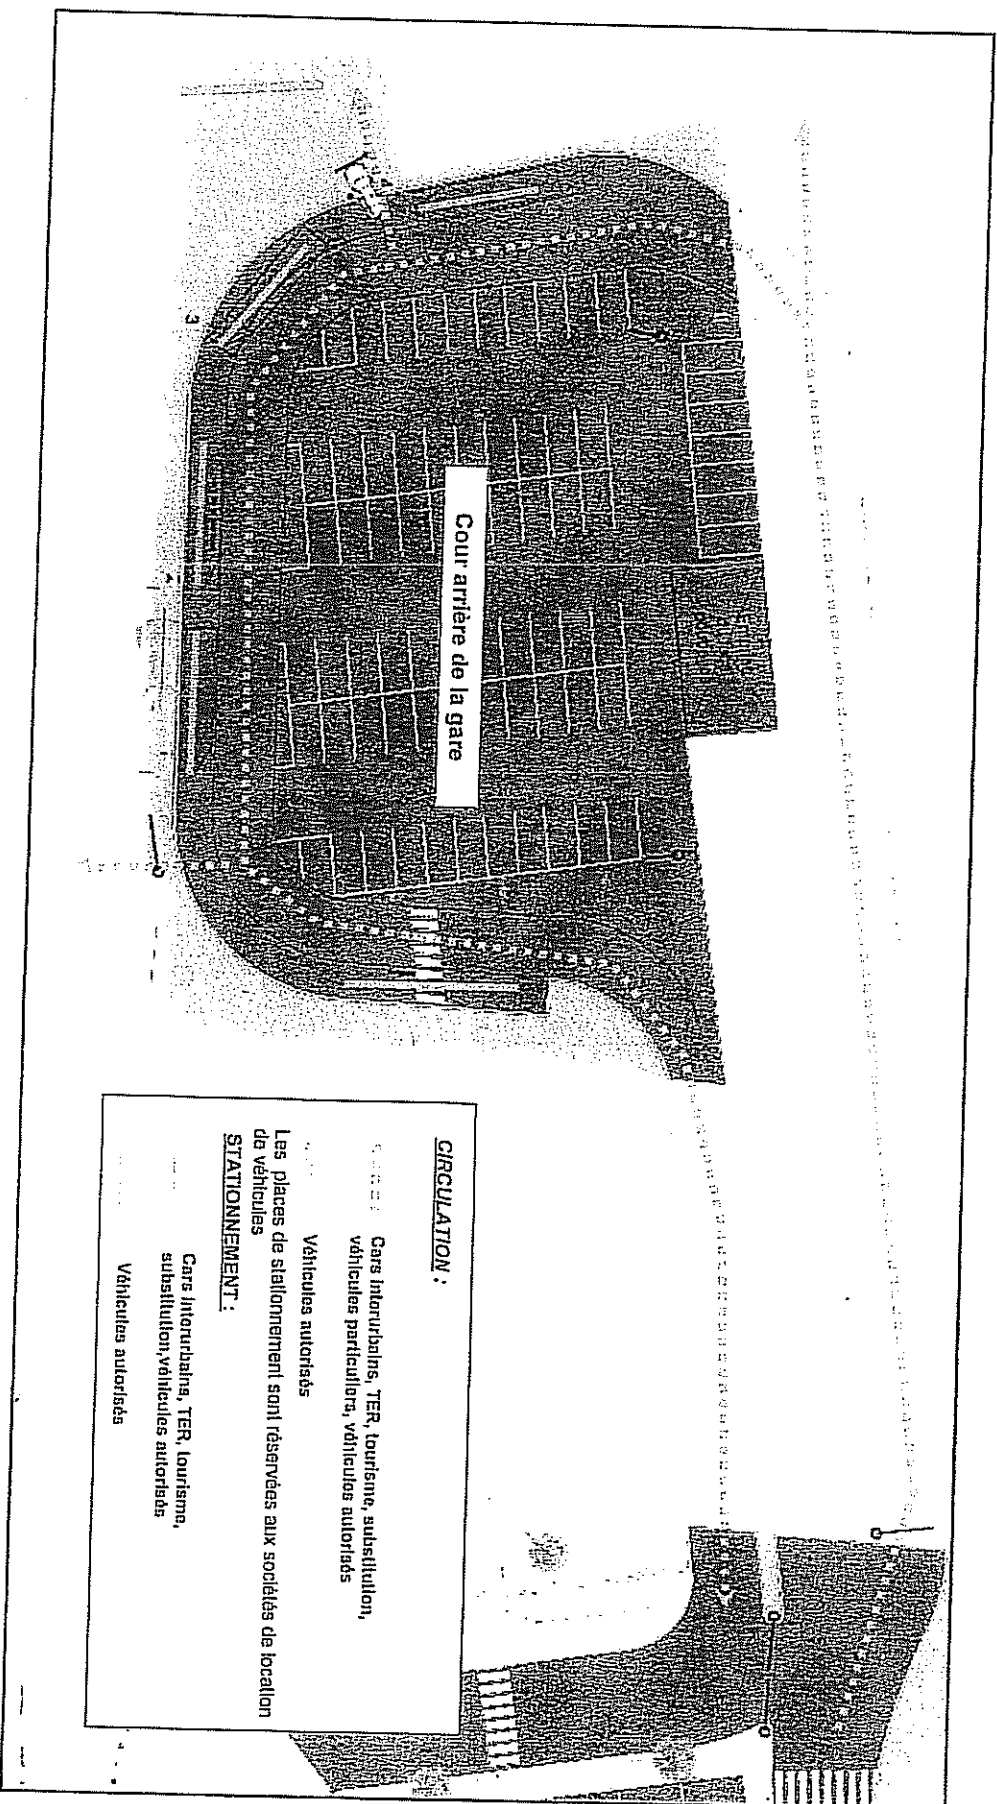 Cour arrière de la gare
CIRCULATION :
Cars interurbains, TER, tourisme, substitution,
véhicules particuliers, véhicules autorisés
Véhicules autorisés
Les places de stationnement sont réservées aux sociétés de location
de véhicules
STATIONNEMENT :
Cars interurbains, TER, tourisme,
substitution,véhicules autorisés
Véhicules autorisés